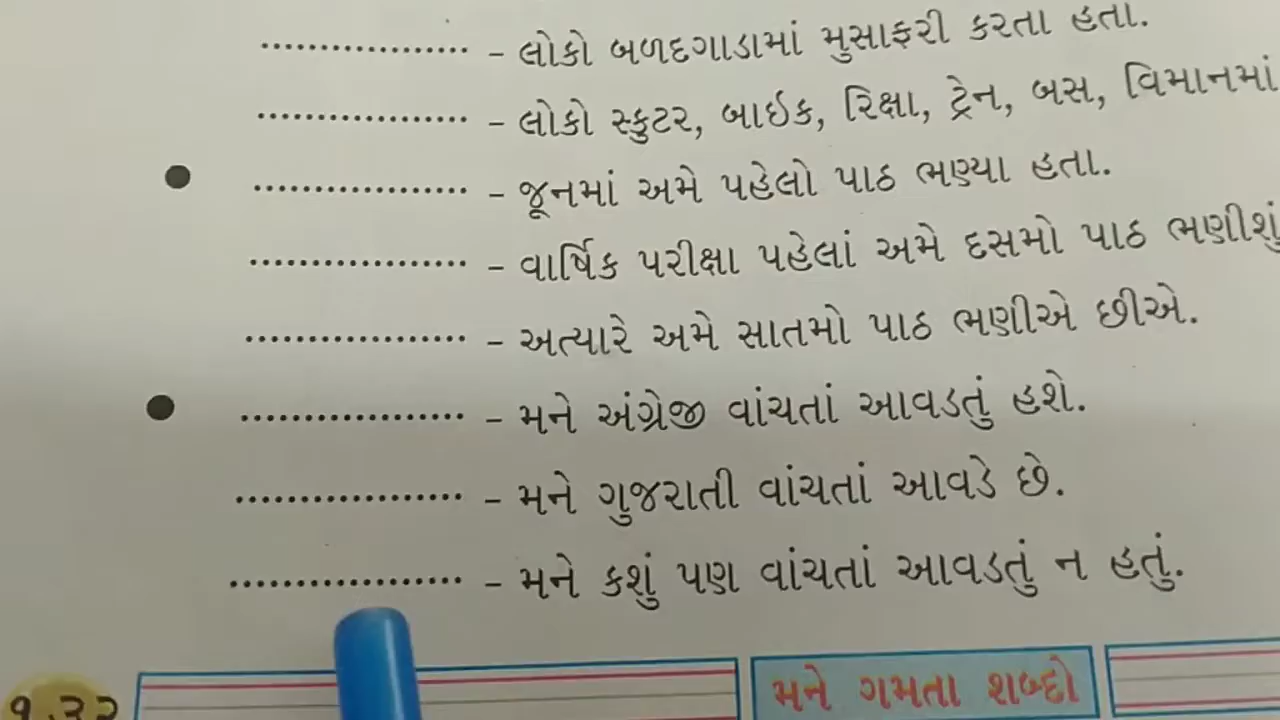 .................. - લોકો બળદગાડામાં મુસાફરી કરતા હતા.
.................. - લોકો સ્કુટર, બાઈક, રિક્ષા, ટ્રેન, બસ, વિમાનમાં
● .................. - જૂનમાં અમે પહેલો પાઠ ભણ્યા હતા.
.................. - વાર્ષિક પરીક્ષા પહેલાં અમે દસમો પાઠ ભણીશું
.................. - અત્યારે અમે સાતમો પાઠ ભણીએ છીએ.
● .................. - મને અંગ્રેજી વાંચતાં આવડતું હશે.
.................. - મને ગુજરાતી વાંચતાં આવડે છે.
.................. - મને કશું પણ વાંચતાં આવડતું ન હતું.
મને ગમતા શબ્દો
૧.૩૨